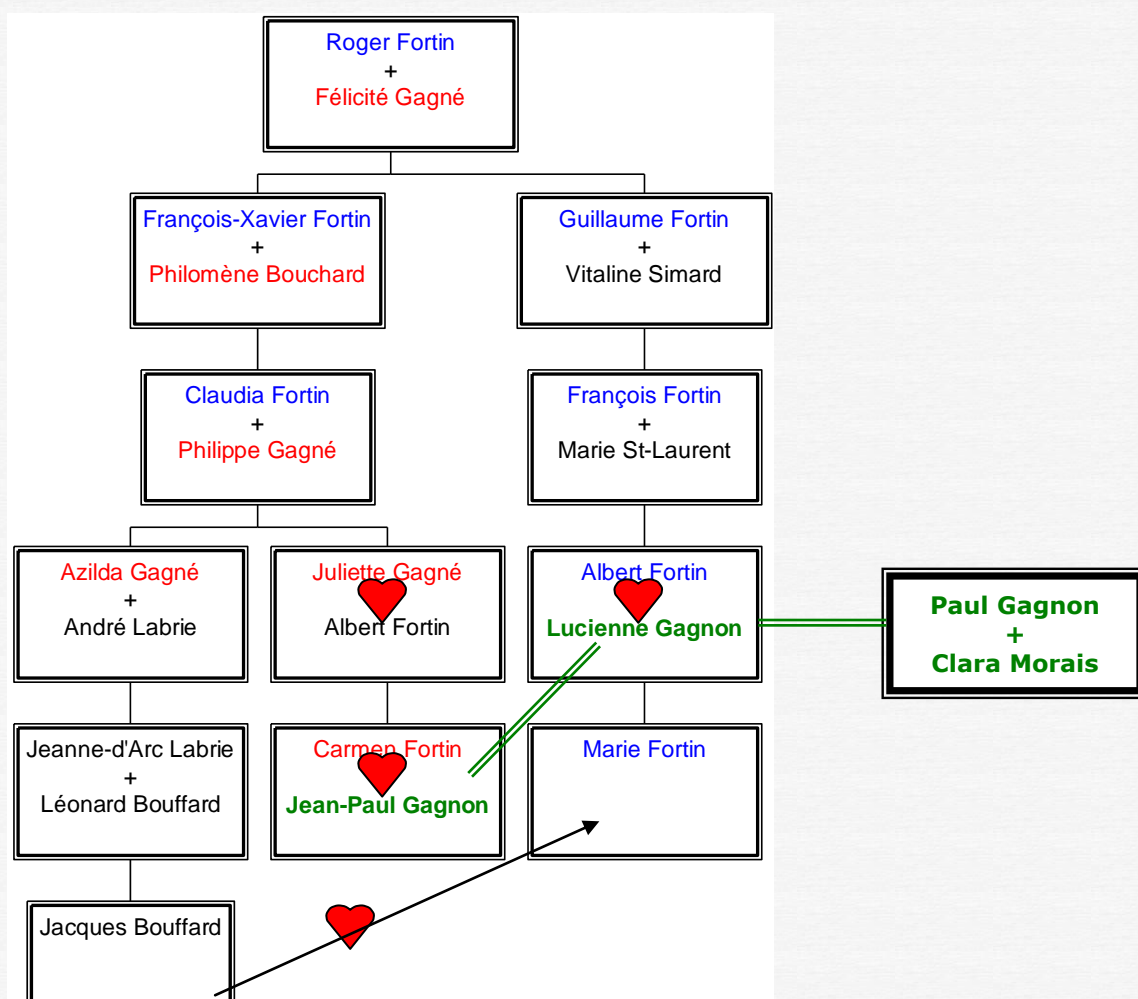 Roger Fortin
+
Félicité Gagné
François-Xavier Fortin
+
Philomène Bouchard
Guillaume Fortin
+
Vitaline Simard
Claudia Fortin
+
Philippe Gagné
François Fortin
+
Marie St-Laurent
Azilda Gagné
+
André Labrie
Juliette Gagné
Albert Fortin
Albert Fortin
Lucienne Gagnon
Paul Gagnon
+
Clara Morais
Jeanne-d'Arc Labrie
+
Léonard Bouffard
Carmen Fortin
Jean-Paul Gagnon
Marie Fortin
Jacques Bouffard